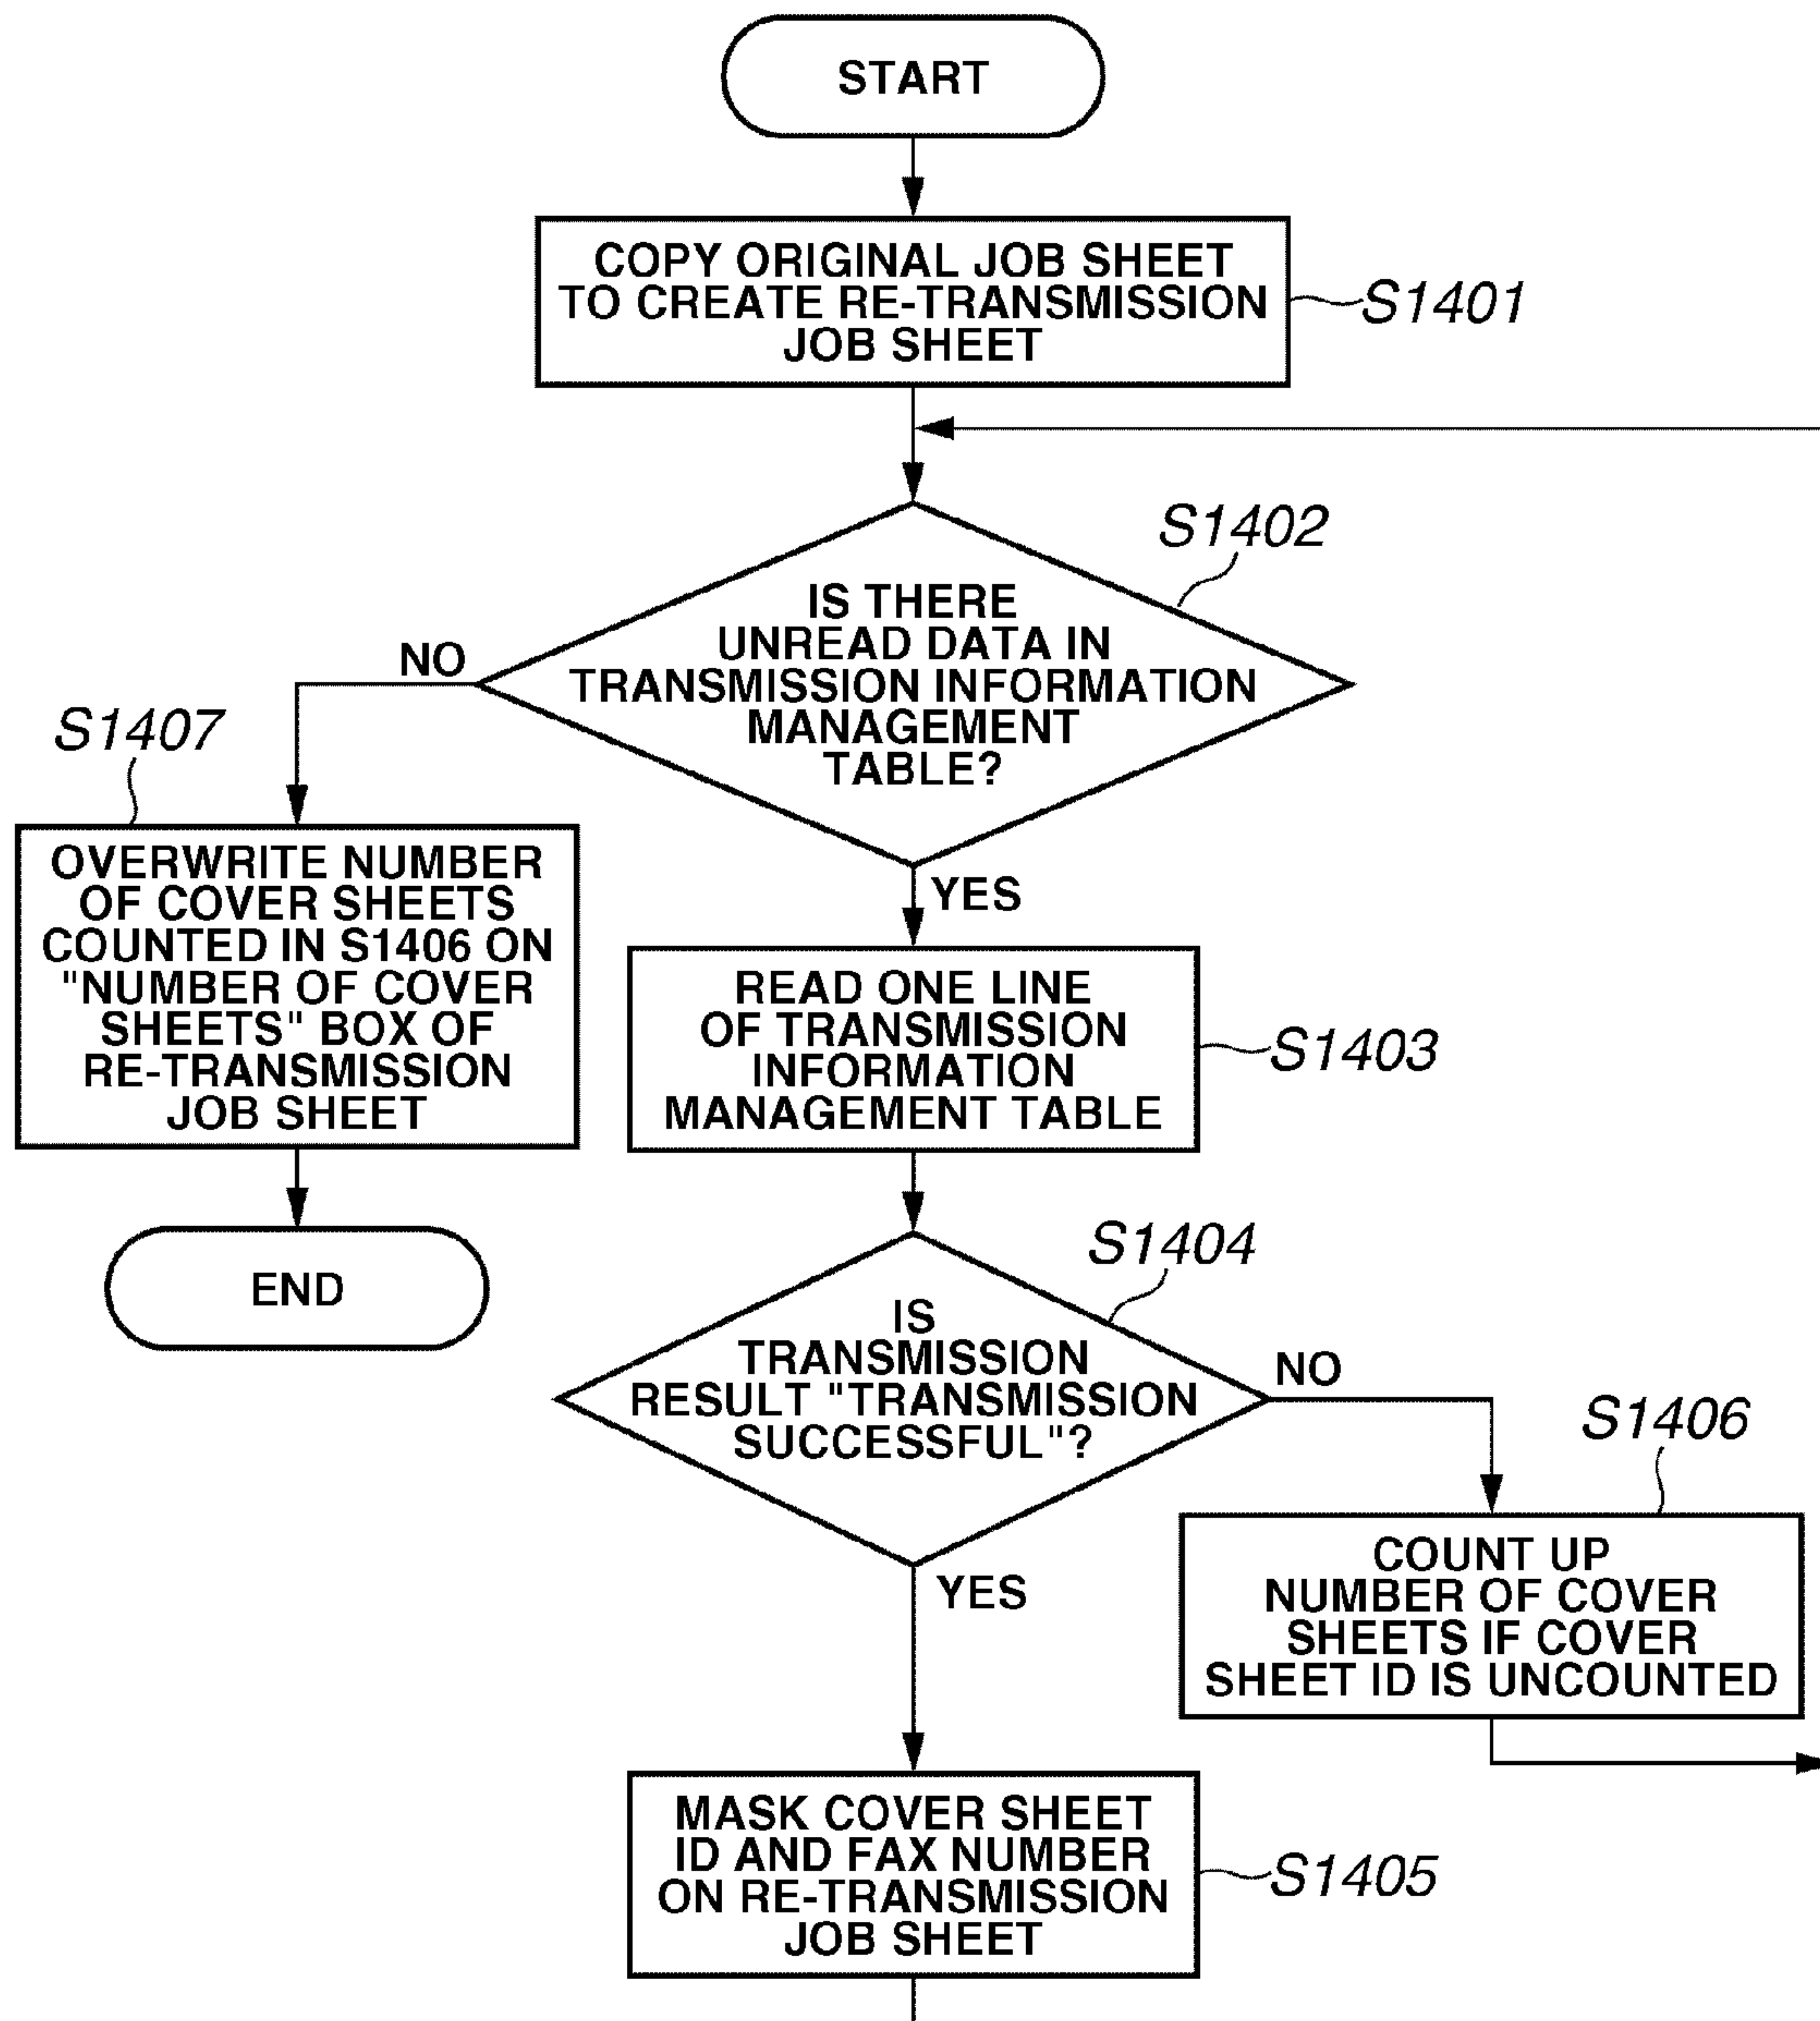 START
COPY ORIGINAL JOB SHEET
TO CREATE RE-TRANSMISSION
JOB SHEET
S1401
S1402
IS THERE
UNREAD DATA IN
TRANSMISSION INFORMATION
MANAGEMENT
TABLE?
NO
YES
S1407
OVERWRITE NUMBER
OF COVER SHEETS
COUNTED IN S1406 ON
"NUMBER OF COVER
SHEETS" BOX OF
RE-TRANSMISSION
JOB SHEET
END
READ ONE LINE
OF TRANSMISSION
INFORMATION
MANAGEMENT TABLE
S1403
S1404
IS
TRANSMISSION
RESULT "TRANSMISSION
SUCCESSFUL"?
NO
YES
S1406
COUNT UP
NUMBER OF COVER
SHEETS IF COVER
SHEET ID IS UNCOUNTED
MASK COVER SHEET
ID AND FAX NUMBER
ON RE-TRANSMISSION
JOB SHEET
S1405